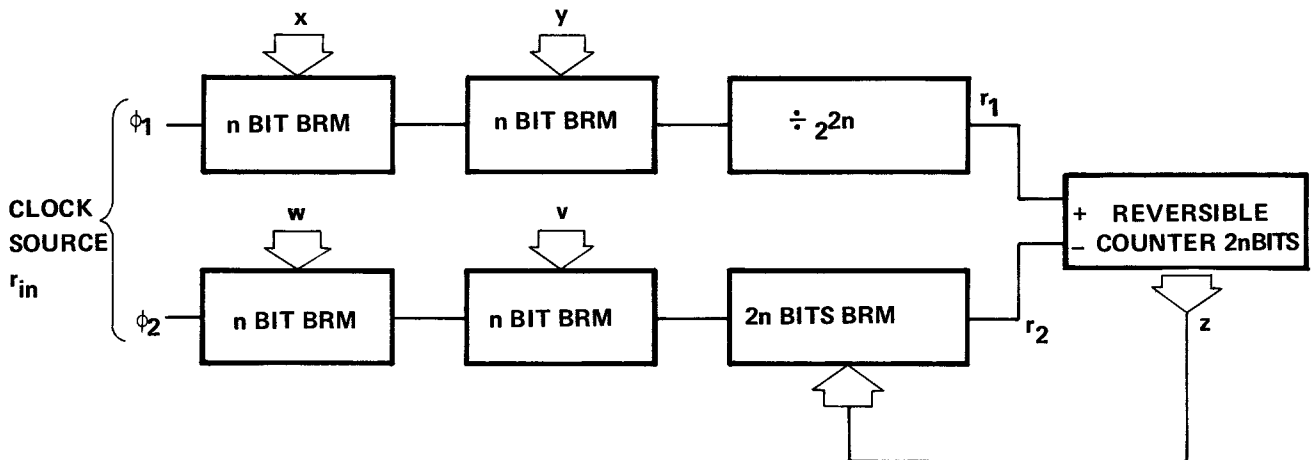 x
y
ϕ1
n BIT BRM
n BIT BRM
÷ 2 2n
r1
CLOCK
SOURCE
rin
w
v
+ REVERSIBLE
− COUNTER 2nBITS
ϕ2
n BIT BRM
n BIT BRM
2n BITS BRM
r2
z